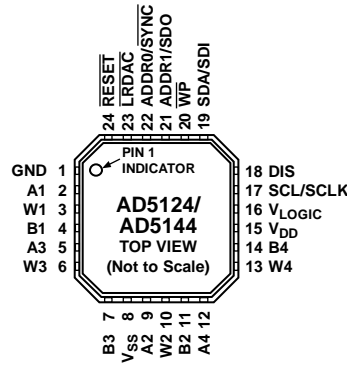 24 RESET
23 LRDAC
22 ADDR0/SYNC
21 ADDR1/SDO
20 WP
19 SDA/SDI
PIN 1
INDICATOR
GND 1
A1 2
W1 3
B1 4
A3 5
W3 6
AD5124/
AD5144
TOP VIEW
(Not to Scale)
18 DIS
17 SCL/SCLK
16 VLOGIC
15 VDD
14 B4
13 W4
B3 7
VSS 8
A2 9
W2 10
B2 11
A4 12